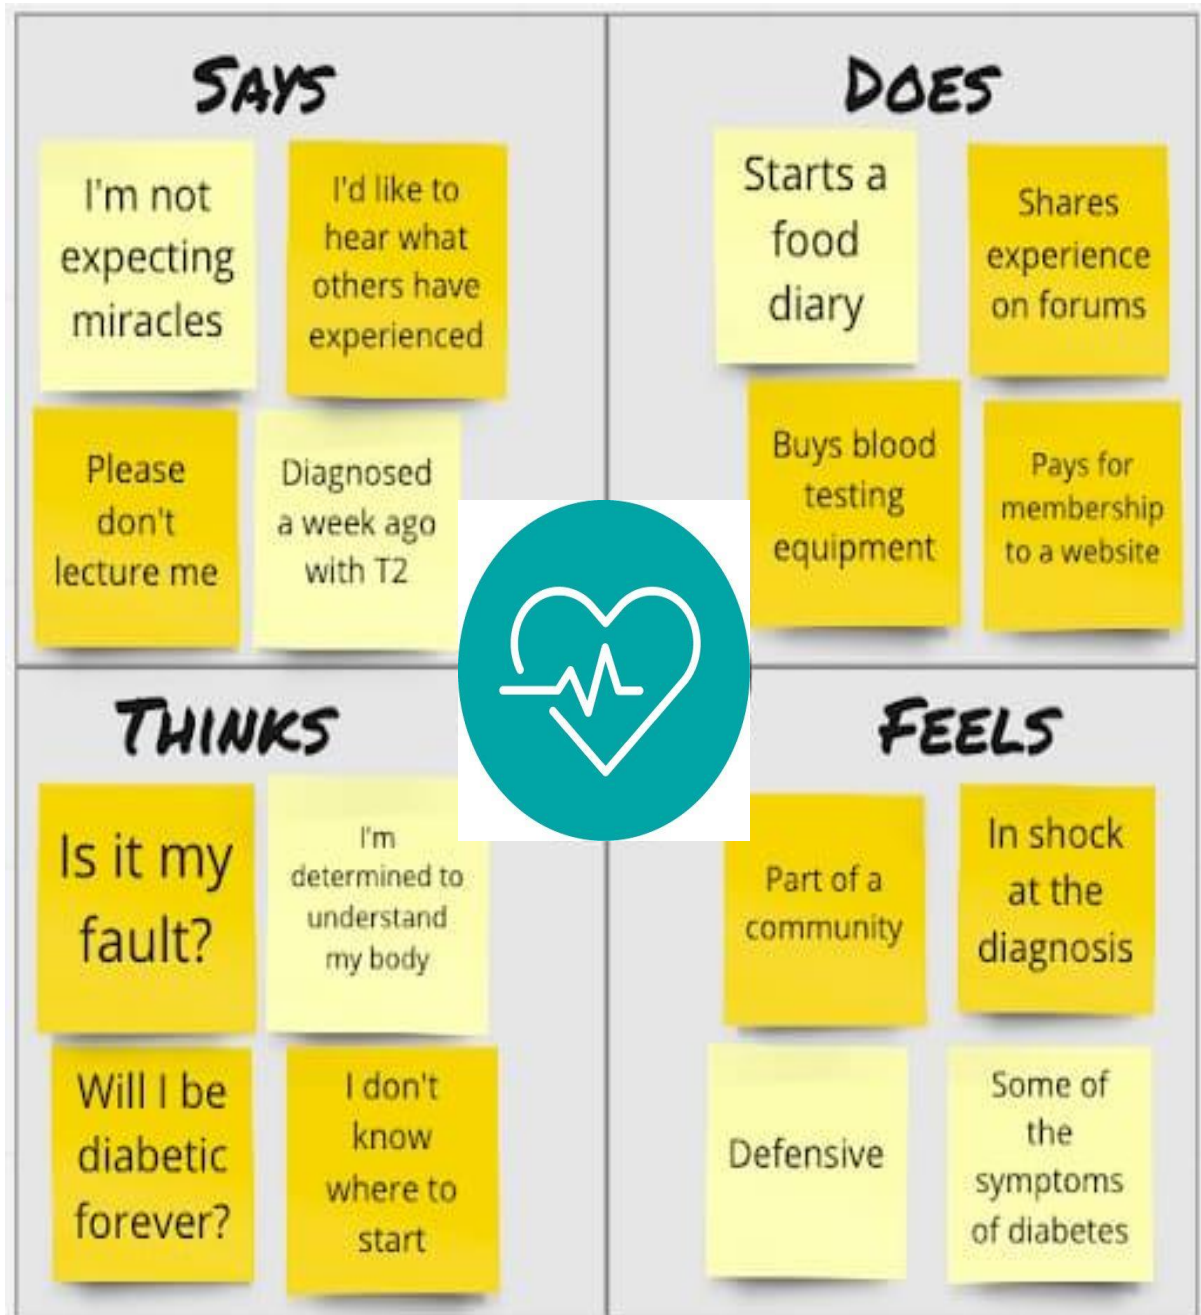 SAYS
I'm not
expecting
miracles
I'd like to
hear what
others have
experienced
Please
don't
lecture me
Diagnosed
a week ago
with T2
DOES
Starts a
food
diary
Shares
experience
on forums
Buys blood
testing
equipment
Pays for
membership
to a website
THINKS
Is it my
fault?
I'm
determined to
understand
my body
Will I be
diabetic
forever?
I don't
know
where to
start
FEELS
Part of a
community
In shock
at the
diagnosis
Defensive
Some of
the
symptoms
of diabetes